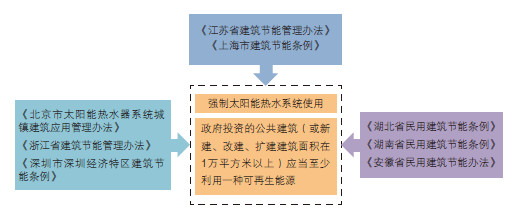 《江苏省建筑节能管理办法》
《上海市建筑节能条例》
《北京市太阳能热水器系统城
镇建筑应用管理办法》
《浙江省建筑节能管理办法》
《深圳市深圳经济特区建筑节
能条例》
强制太阳能热水系统使用
政府投资的公共建筑（或新
建、改建、扩建建筑面积在
1万平方米以上）应当至少
利用一种可再生能源
《湖北省民用建筑节能条例》
《湖南省民用建筑节能条例》
《安徽省民用建筑节能办法》